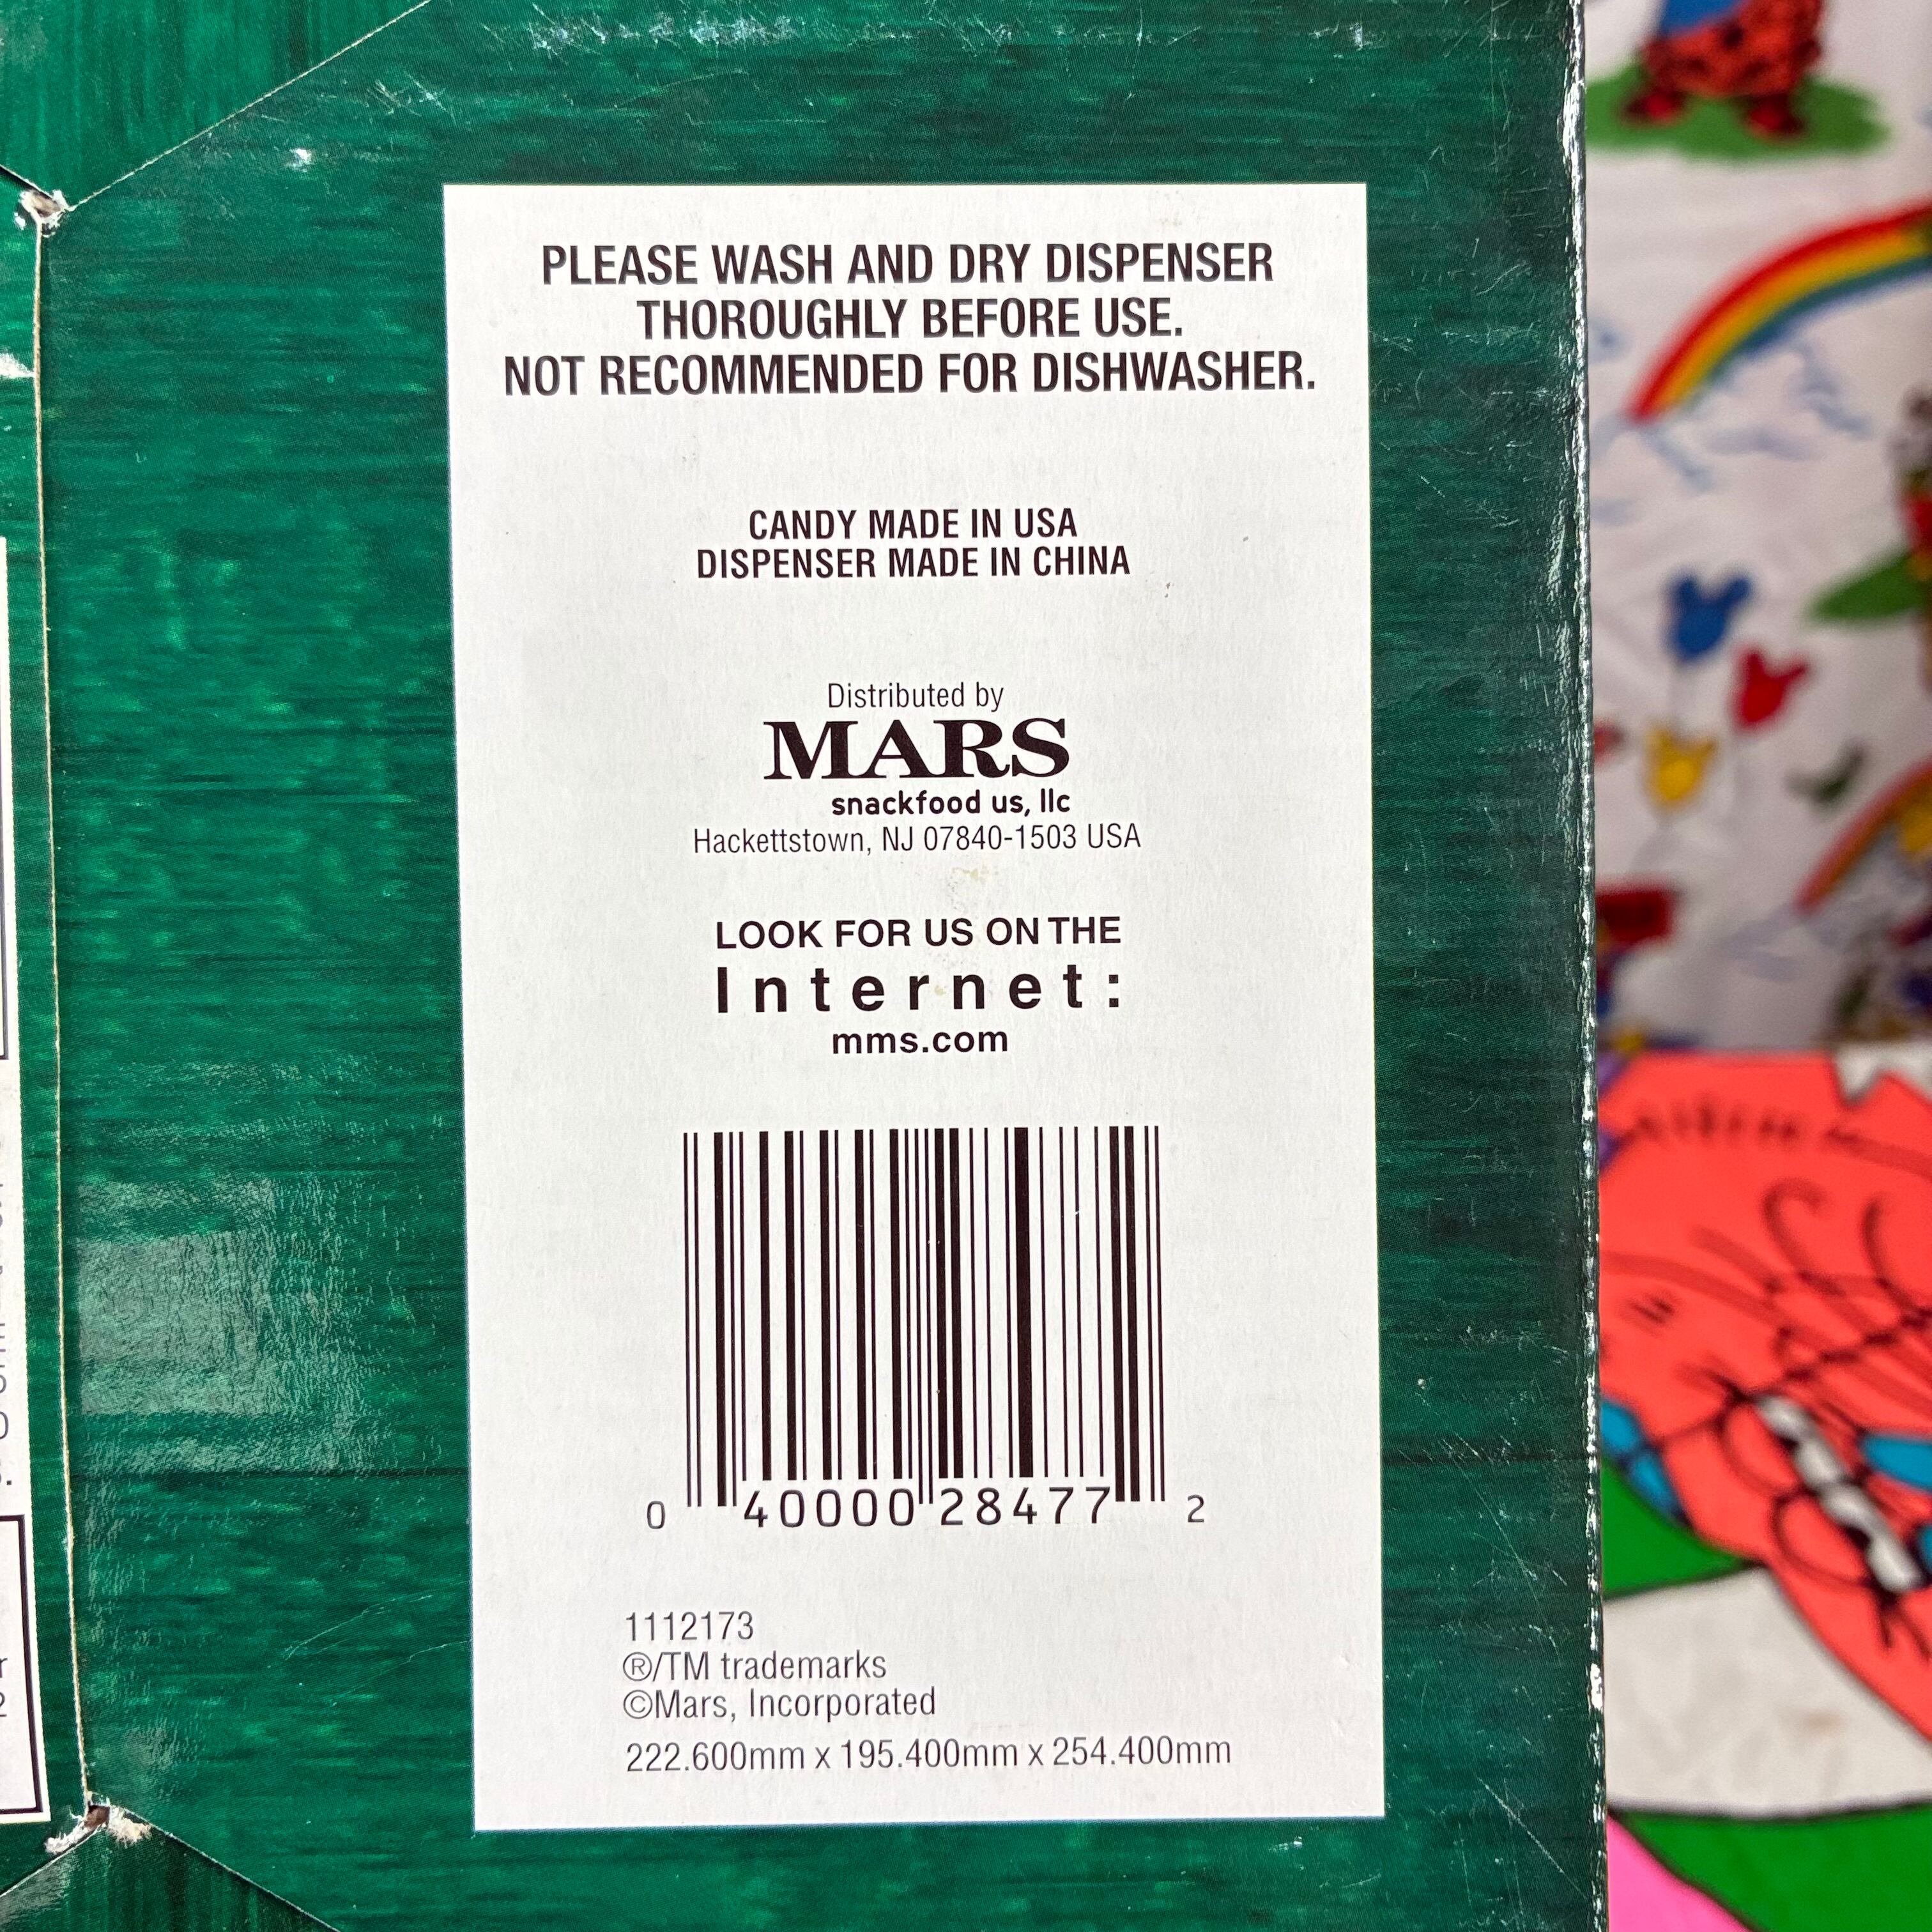 PLEASE WASH AND DRY DISPENSER
THOROUGHLY BEFORE USE.
NOT RECOMMENDED FOR DISHWASHER.
CANDY MADE IN USA
DISPENSER MADE IN CHINA
Distributed by
MARS
snackfood us, llc
Hackettstown, NJ 07840-1503 USA
LOOK FOR US ON THE
Internet:
mms.com
0 40000 28477 2
1112173
®/TM trademarks
©Mars, Incorporated
222.600mm x 195.400mm x 254.400mm